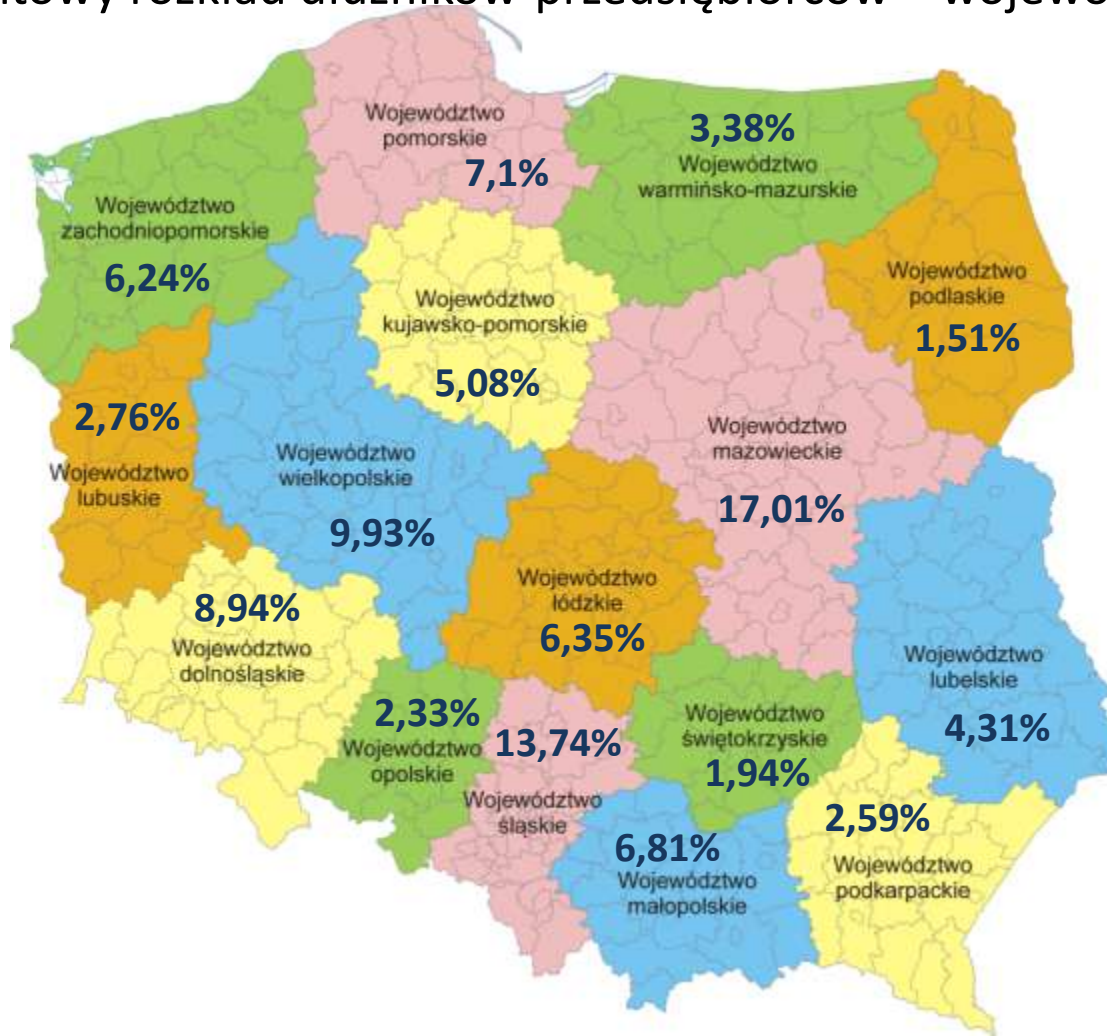 rozkład dłużników przedsiębiorców
Województwo
pomorskie
7,1%
3,38%
Województwo
warmińsko-mazurskie
Województwo
zachodniopomorskie
6,24%
Województwo
podlaskie
1,51%
Województwo
kujawsko-pomorskie
5,08%
2,76%
Województwo
lubuskie
Województwo
wielkopolskie
9,93%
Województwo
mazowieckie
17,01%
8,94%
Województwo
dolnośląskie
Województwo
łódzkie
6,35%
Województwo
lubelskie
4,31%
2,33%
Województwo
opolskie
13,74%
Województwo
śląskie
Województwo
świętokrzyskie
1,94%
6,81%
Województwo
małopolskie
2,59%
Województwo
podkarpackie